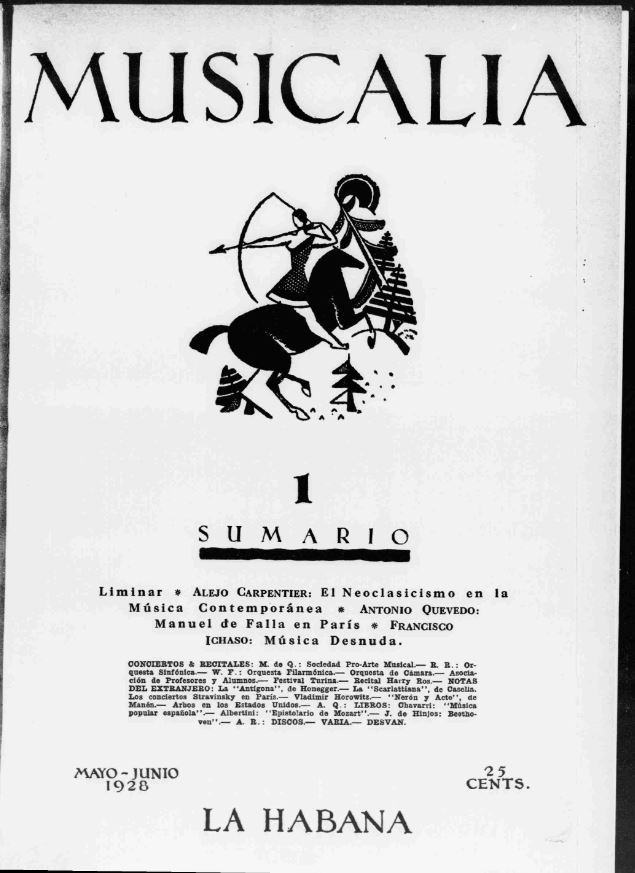 MUSICALIA
1
SUMARIO
Liminar * ALEJO CARPENTIER: El Neoclasicismo en la
Música Contemporánea * ANTONIO QUEVEDO:
Manuel de Falla en París * FRANCISCO
ICHASO: Música Desnuda.
CONCIERTOS & RECITALES: M. de Q.: Sociedad Pro-Arte Musical.— R. R.: Or-
questa Sinfónica.— W. F.: Orquesta Filarmónica.— Orquesta de Cámara.— Asocia-
ción de Profesores y Alumnos.— Festival Turina.— Recital Harry Ros.— NOTAS
DEL EXTRANJERO: La "Antígona", de Honegger.— La "Scarlattiana", de Casella.
Los conciertos Stravinsky en París.— Vladimir Horowitz.— "Nerón y Acto", de
Manén.— Arbos en los Estados Unidos.— A. Q.: LIBROS: Chavarri: "Música
popular española".— Albertini: "Epistolario de Mozart".— J. de Hinjos: Beetho-
ven".— A. R.: DISCOS.— VARIA.— DESVAN.
MAYO-JUNIO
1928
25
CENTS.
LA HABANA